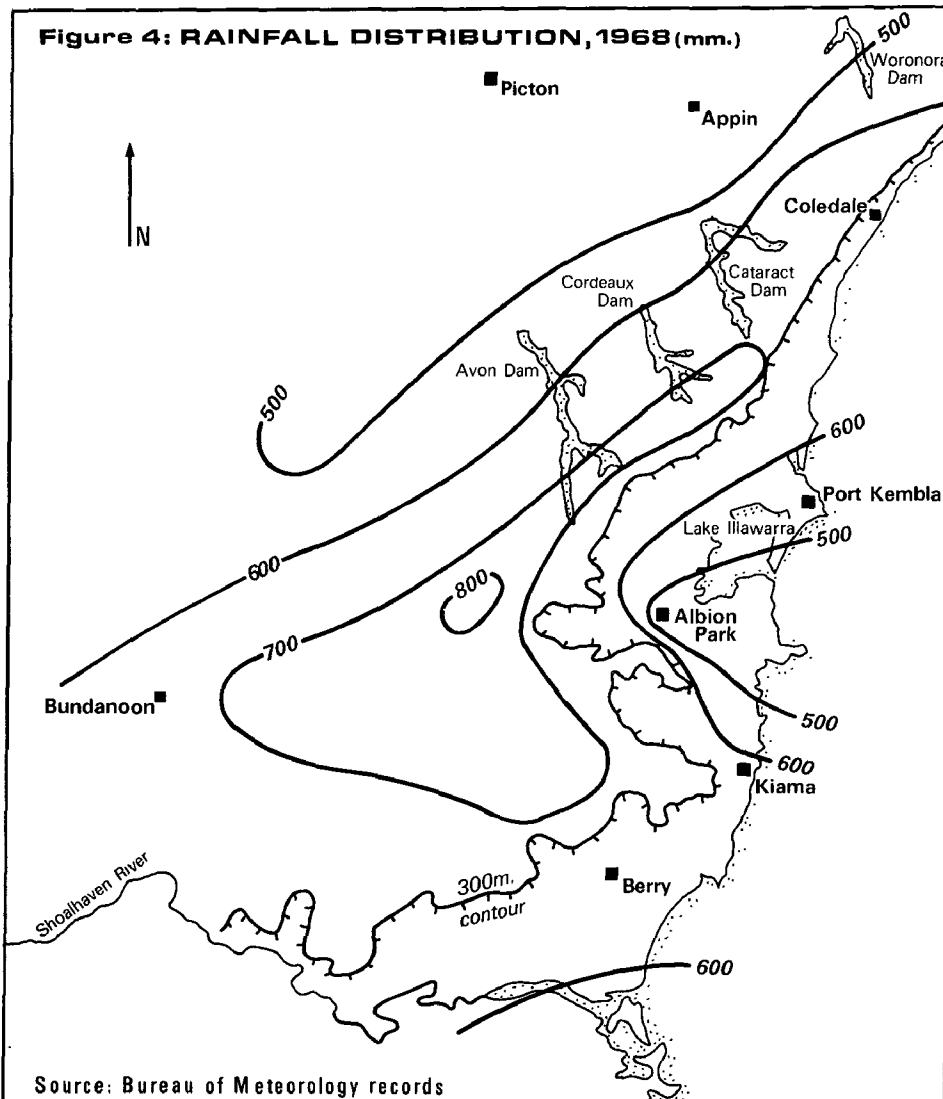 Figure 4: RAINFALL DISTRIBUTION, 1968 (mm.)
500
Woronora
Dam
Picton
Appin
N
Coledale
Cordeaux
Dam
Cataract
Dam
Avon Dam
500
600
Port Kembla
Lake Illawarra
500
600
800
Albion
Park
700
Bundanoon
500
600
Kiama
300m.
contour
Berry
Shoalhaven River
600
Source: Bureau of Meteorology records